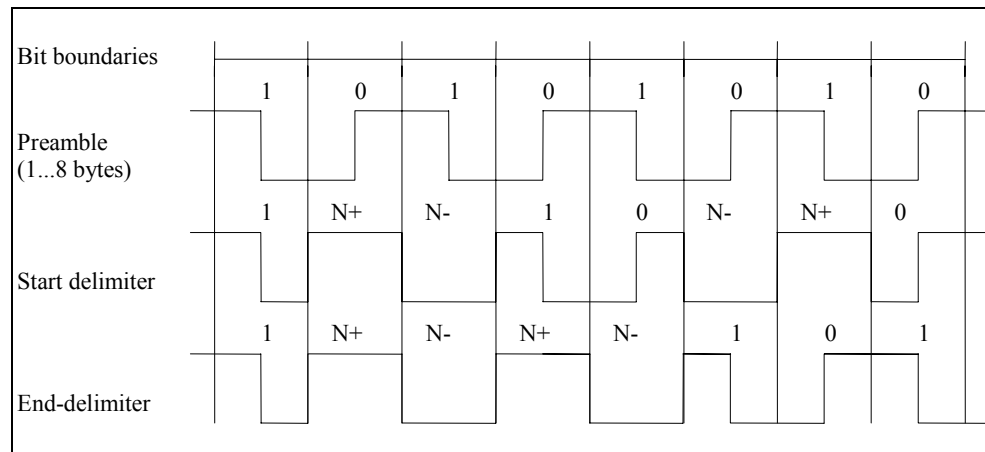 Bit boundaries
1 0 1 0 1 0 1 0
Preamble
(1...8 bytes)
1 N+ N- 1 0 N- N+ 0
Start delimiter
1 N+ N- N+ N- 1 0 1
End-delimiter